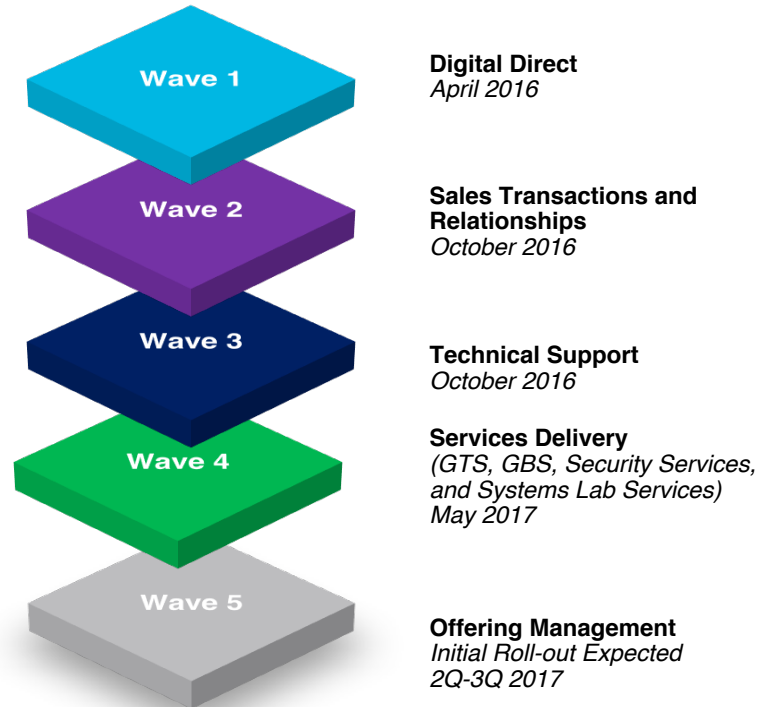 Wave 1
Digital Direct
April 2016
Wave 2
Sales Transactions and
Relationships
October 2016
Wave 3
Technical Support
October 2016
Wave 4
Services Delivery
(GTS, GBS, Security Services,
and Systems Lab Services)
May 2017
Wave 5
Offering Management
Initial Roll-out Expected
2Q-3Q 2017